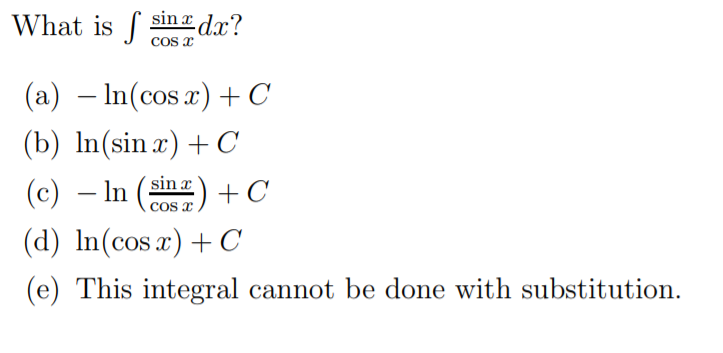 What is ∫ sin x/cos x dx?
(a) − ln(cos x) + C
(b) ln(sin x) + C
(c) − ln (sin x/cos x) + C
(d) ln(cos x) + C
(e) This integral cannot be done with substitution.